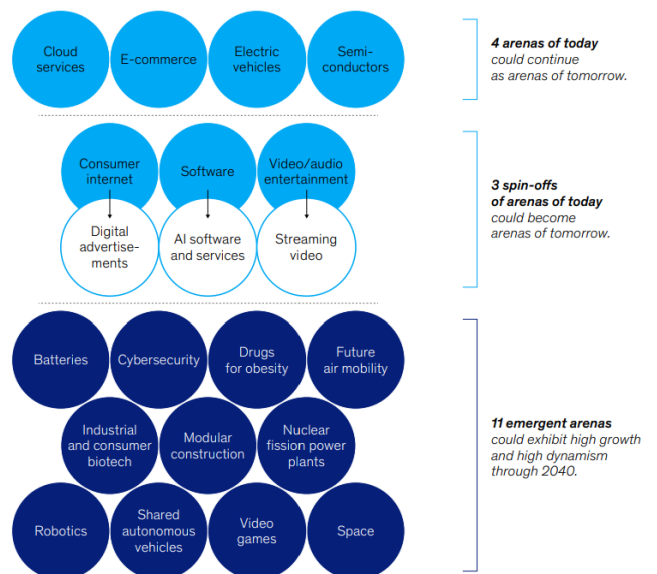 Cloud
services
E-commerce
Electric
vehicles
Semi-
conductors
4 arenas of today
could continue
as arenas of tomorrow.
Consumer
internet
Software
Video/audio
entertainment
Digital
advertise-
ments
AI software
and services
Streaming
video
3 spin-offs
of arenas of today
could become
arenas of tomorrow.
Batteries
Cybersecurity
Drugs
for obesity
Future
air mobility
Industrial
and consumer
biotech
Modular
construction
Nuclear
fission power
plants
Robotics
Shared
autonomous
vehicles
Video
games
Space
11 emergent arenas
could exhibit high growth
and high dynamism
through 2040.